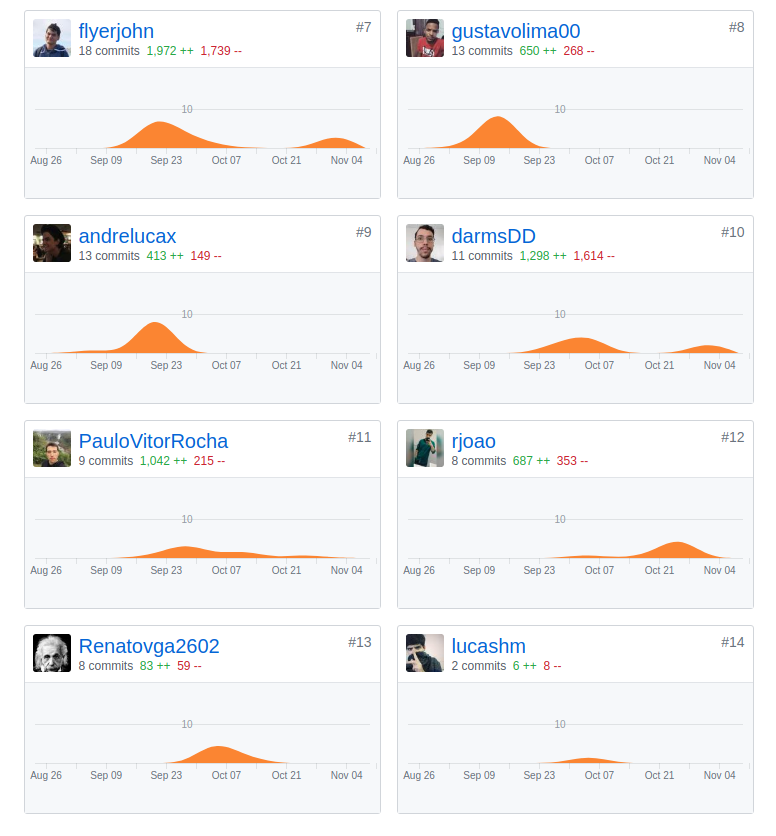 flyerjohn #7
18 commits 1,972 ++ 1,739 --
10
Aug 26 Sep 09 Sep 23 Oct 07 Oct 21 Nov 04
gustavolima00 #8
13 commits 650 ++ 268 --
10
Aug 26 Sep 09 Sep 23 Oct 07 Oct 21 Nov 04
andrelucax #9
13 commits 413 ++ 149 --
10
Aug 26 Sep 09 Sep 23 Oct 07 Oct 21 Nov 04
darmsDD #10
11 commits 1,298 ++ 1,614 --
10
Aug 26 Sep 09 Sep 23 Oct 07 Oct 21 Nov 04
PauloVitorRocha #11
9 commits 1,042 ++ 215 --
10
Aug 26 Sep 09 Sep 23 Oct 07 Oct 21 Nov 04
rjoao #12
8 commits 687 ++ 353 --
10
Aug 26 Sep 09 Sep 23 Oct 07 Oct 21 Nov 04
Renatovga2602 #13
8 commits 83 ++ 59 --
10
Aug 26 Sep 09 Sep 23 Oct 07 Oct 21 Nov 04
lucashm #14
2 commits 6 ++ 8 --
10
Aug 26 Sep 09 Sep 23 Oct 07 Oct 21 Nov 04